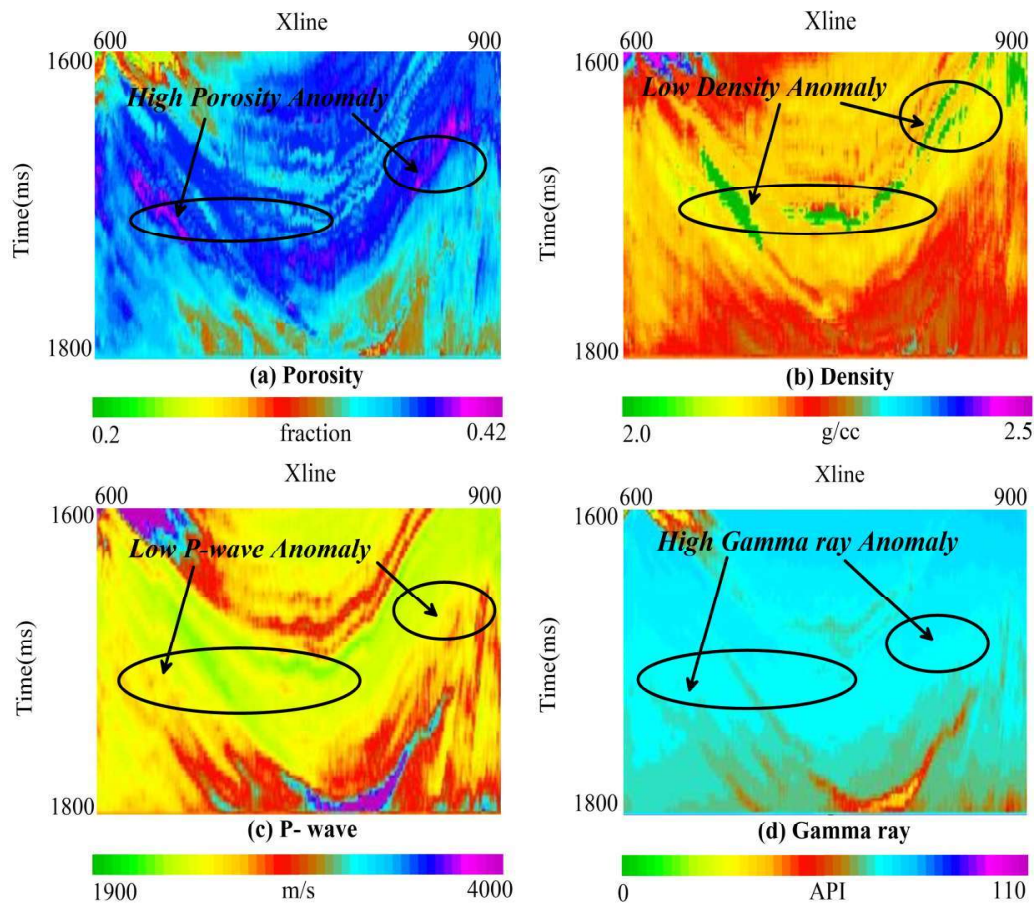 Xline
600 900
1600
High Porosity Anomaly
Time(ms)
1800
(a) Porosity
0.2 fraction 0.42
Xline
600 900
1600
Low Density Anomaly
Time(ms)
1800
(b) Density
2.0 g/cc 2.5
Xline
600 900
1600
Low P-wave Anomaly
Time(ms)
1800
(c) P- wave
1900 m/s 4000
Xline
600 900
1600
High Gamma ray Anomaly
Time(ms)
1800
(d) Gamma ray
0 API 110